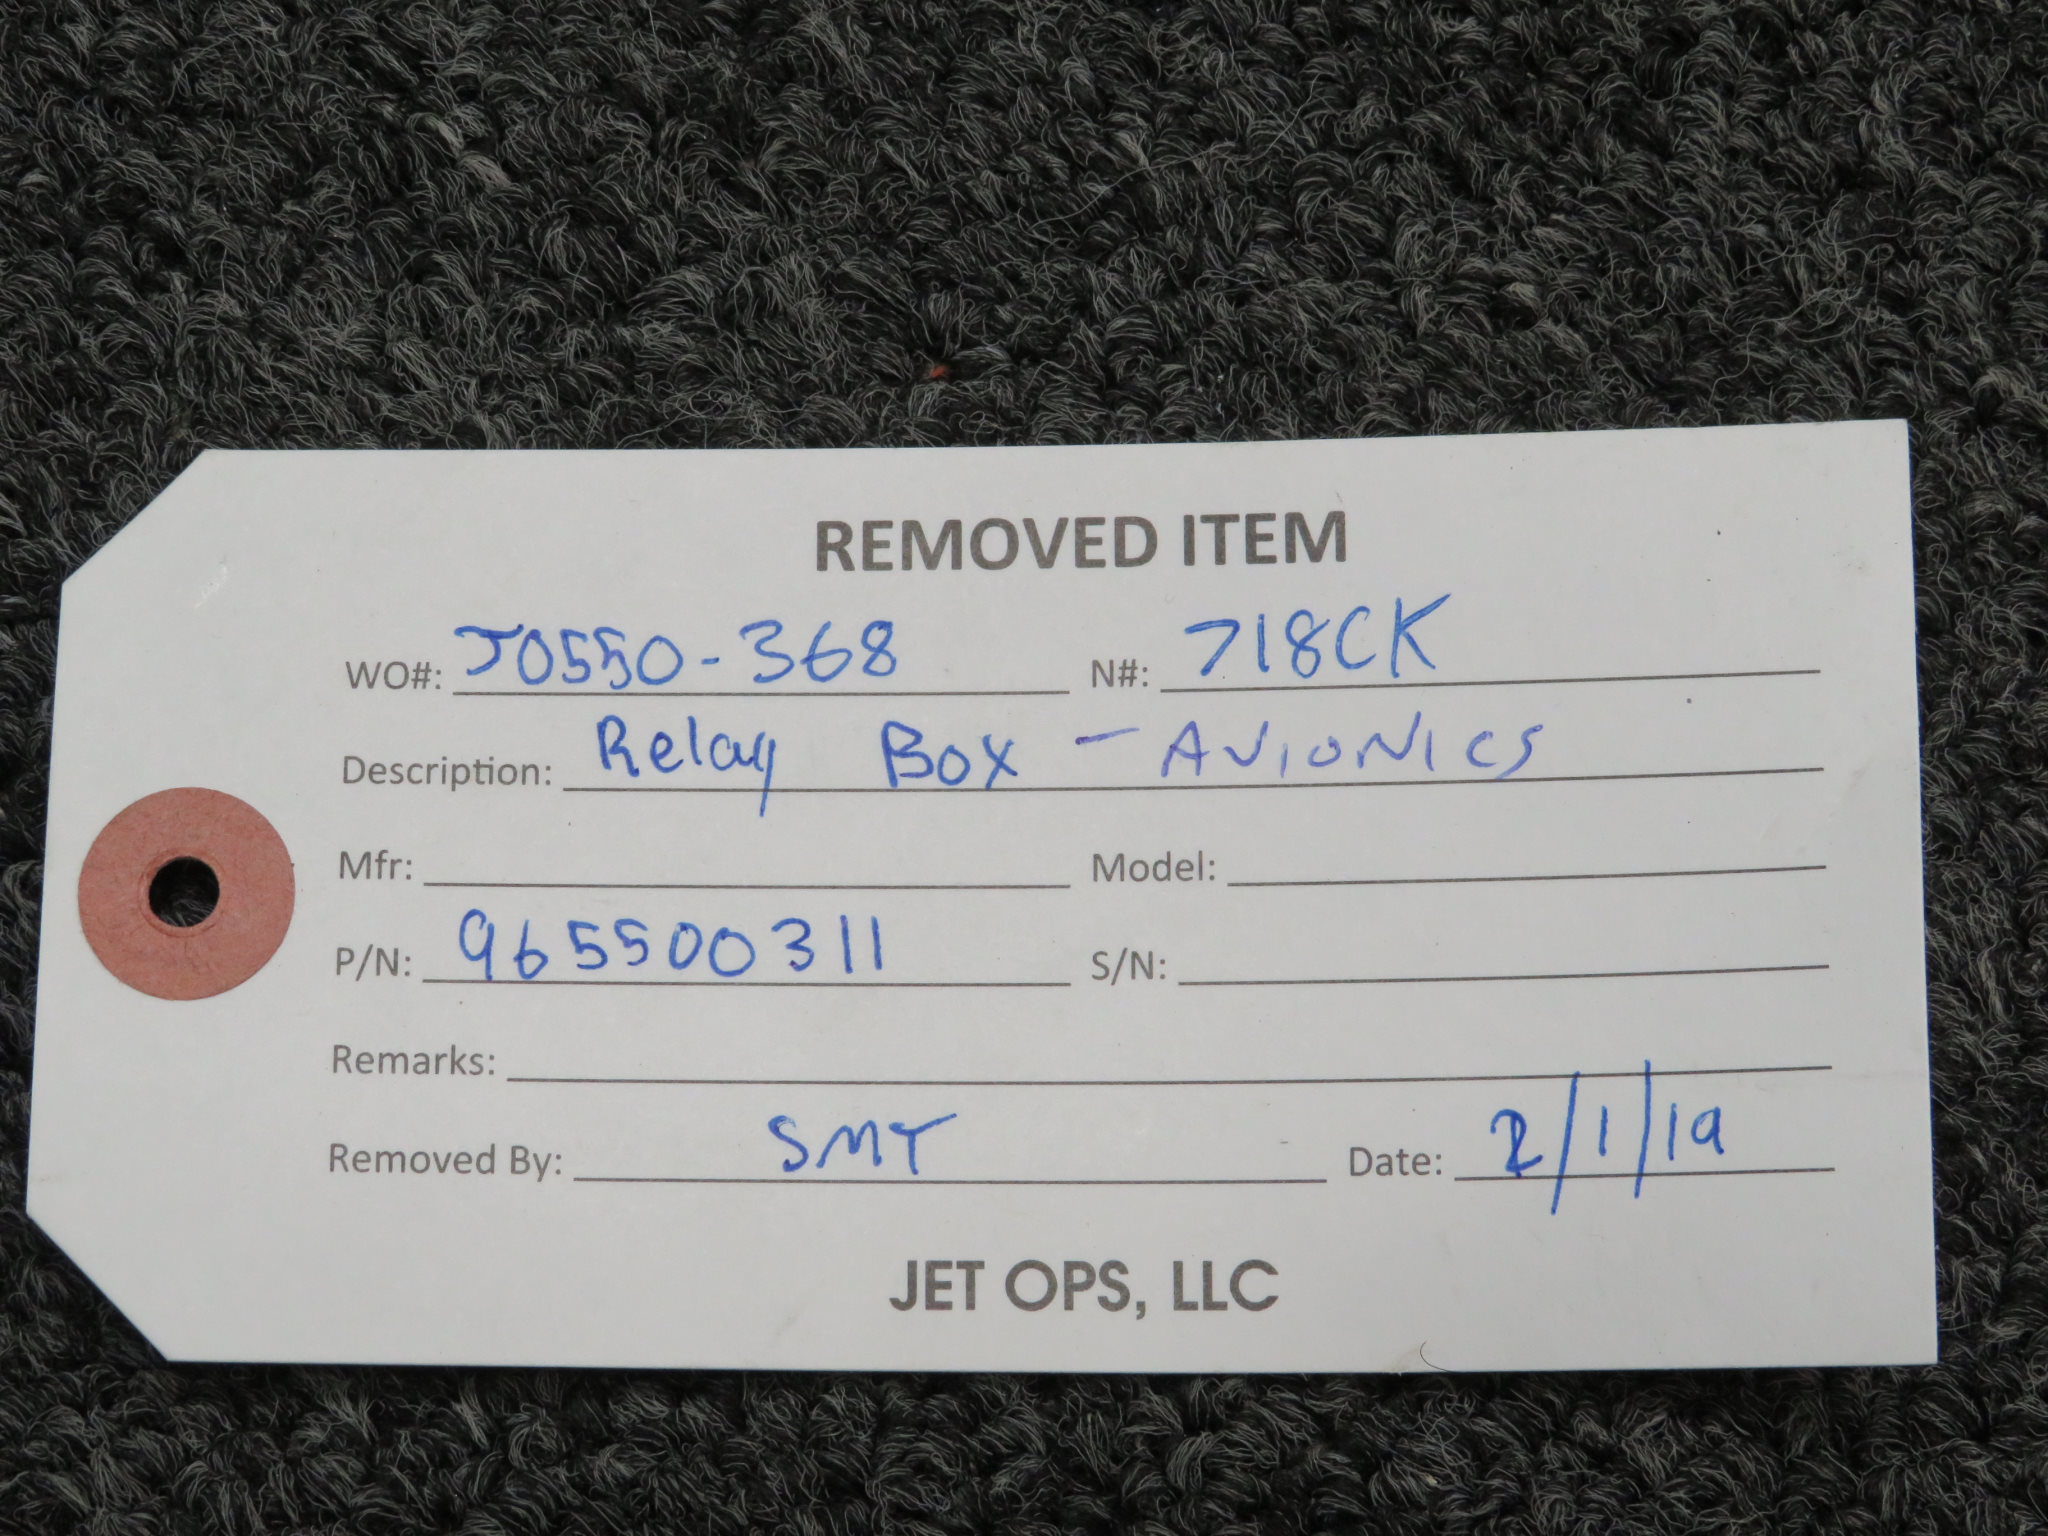 REMOVED ITEM
WO#: J0550-368 N#: 718CK
Description: Relay Box - AVIONICS
Mfr: Model:
P/N: 965500311 S/N:
Remarks:
Removed By: SMT Date: 2/1/19
JET OPS, LLC